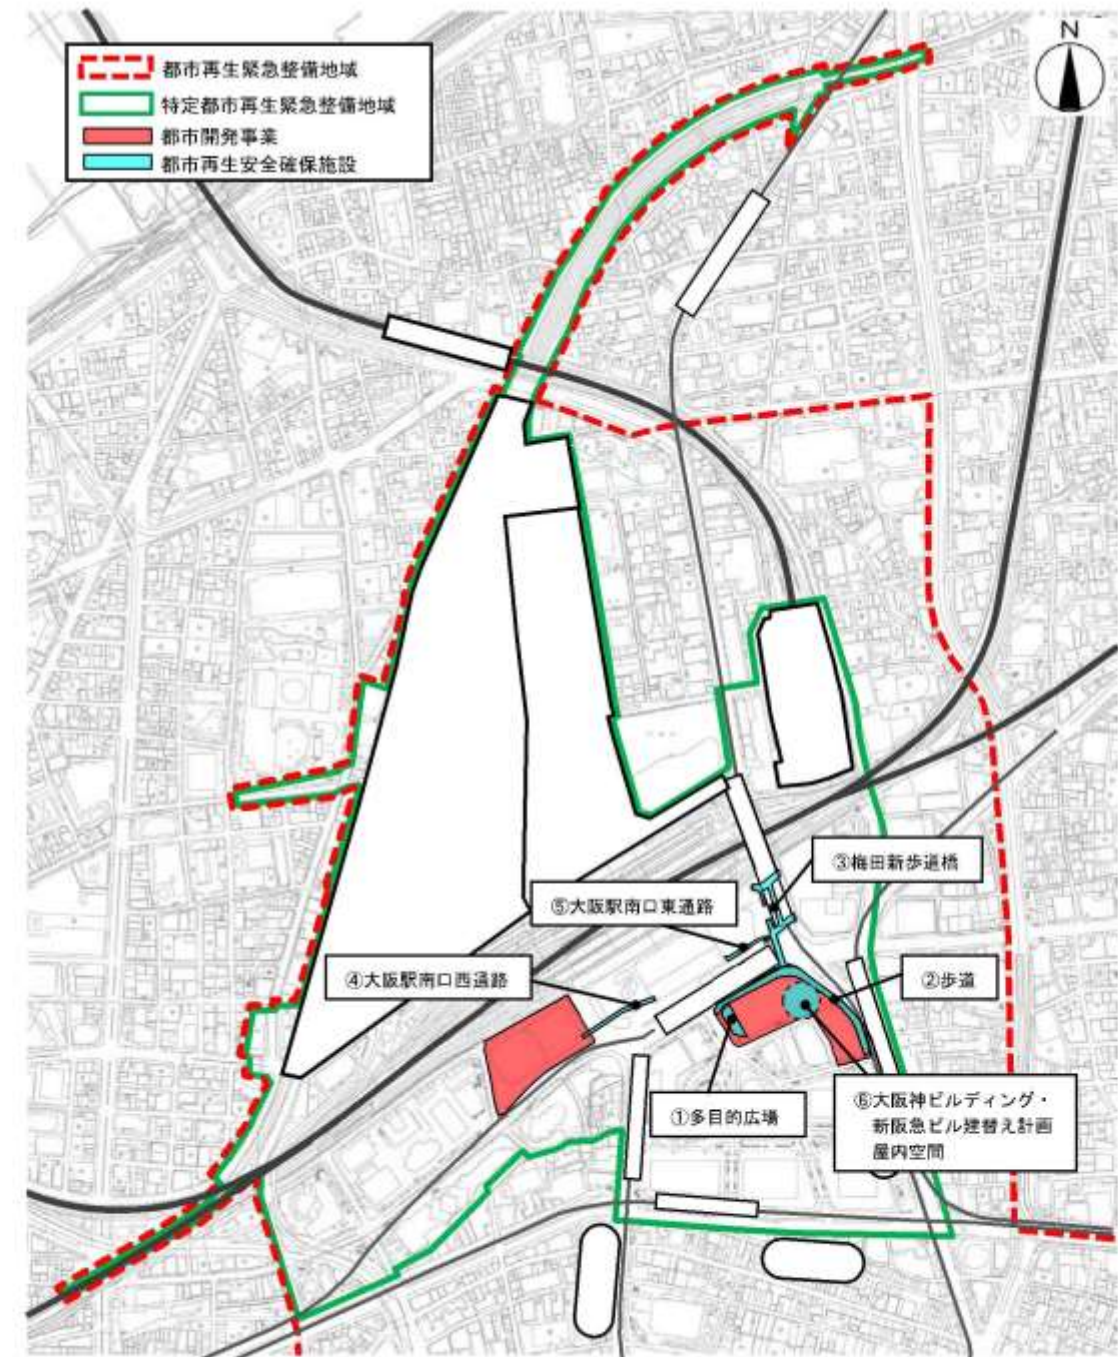 N
都市再生緊急整備地域
特定都市再生緊急整備地域
都市開発事業
都市再生安全確保施設
③梅田新歩道橋
⑤大阪駅南口東通路
④大阪駅南口西通路
②歩道
①多目的広場
⑥大阪神ビルディング・
新阪急ビル建替え計画
屋内空間